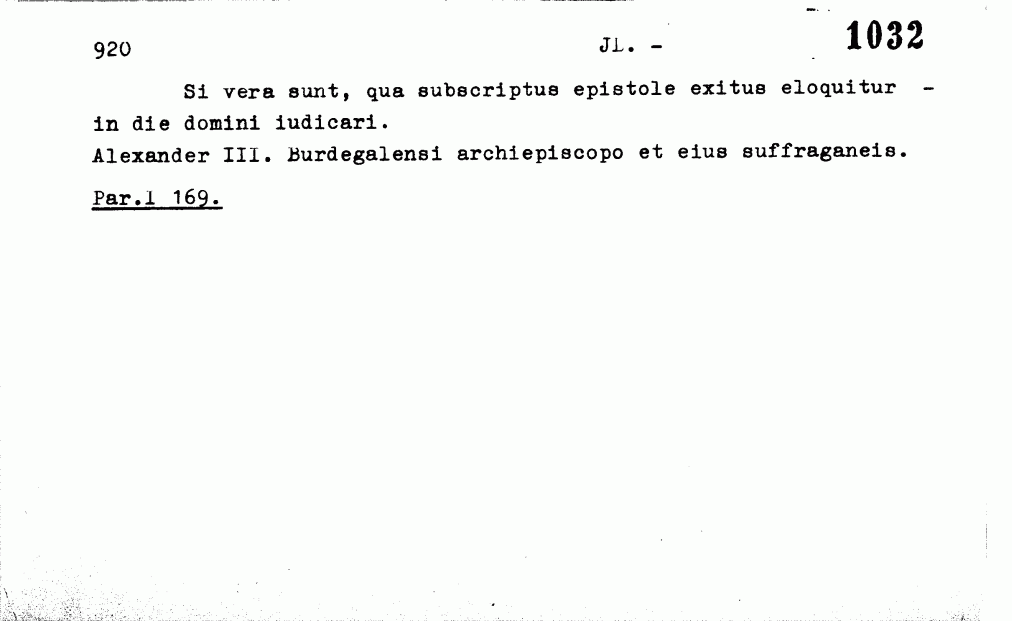 920 JL. - 1032
Si vera sunt, qua subscriptus epistole exitus eloquitur -
in die domini iudicari.
Alexander III. Burdegalensi archiepiscopo et eius suffraganeis.
Par.1 169.